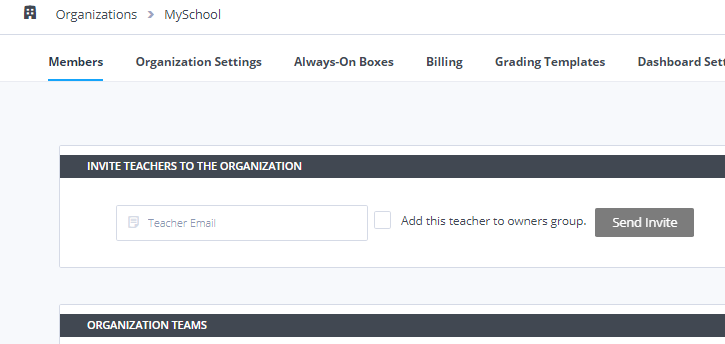 Organizations > MySchool
Members Organization Settings Always-On Boxes Billing Grading Templates Dashboard Sett
INVITE TEACHERS TO THE ORGANIZATION
Teacher Email Add this teacher to owners group. Send Invite
ORGANIZATION TEAMS